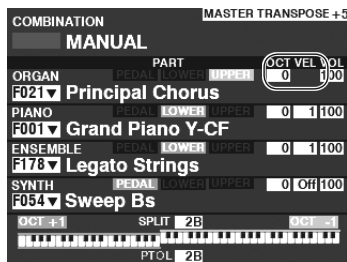 MASTER TRANSPOSE +5
COMBINATION
MANUAL
PART OCT VEL VOL
ORGAN PEDAL LOWER UPPER 0 100
F021▼ Principal Chorus
PIANO PEDAL LOWER UPPER 0 1 100
F001▼ Grand Piano Y-CF
ENSEMBLE PEDAL LOWER UPPER 0 1 100
F178▼ Legato Strings
SYNTH PEDAL LOWER UPPER 0 Off 100
F054▼ Sweep Bs
OCT +1 SPLIT 2B OCT -1
PTOL 2B